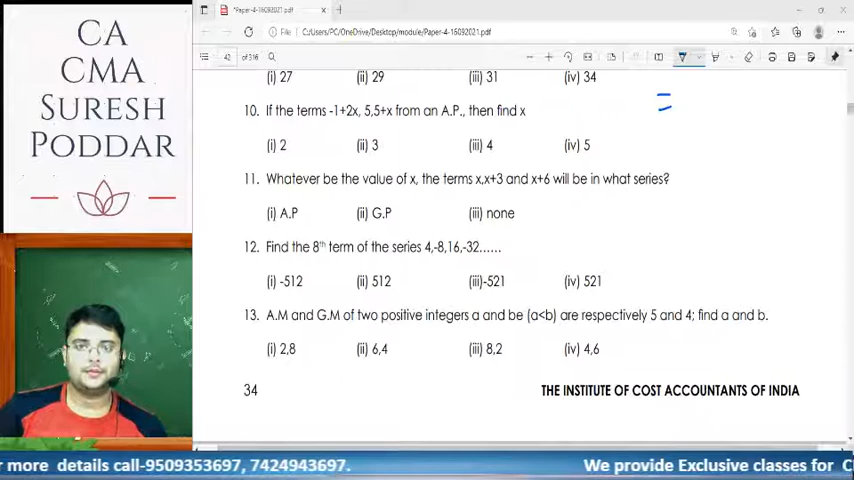 *Paper-4-16092021.pdf
File
C:/Users/PC/OneDrive/Desktop/module/Paper-4-16092021.pdf
42 of 316
CA
CMA
SURESH
PODDAR
(i) 27 (ii) 29 (iii) 31 (iv) 34
10. If the terms -1+2x, 5,5+x from an A.P., then find x
(i) 2 (ii) 3 (iii) 4 (iv) 5
11. Whatever be the value of x, the terms x,x+3 and x+6 will be in what series?
(i) A.P (ii) G.P (iii) none
12. Find the 8th term of the series 4,-8,16,-32......
(i) -512 (ii) 512 (iii)-521 (iv) 521
13. A.M and G.M of two positive integers a and be (a<b) are respectively 5 and 4; find a and b.
(i) 2,8 (ii) 6,4 (iii) 8,2 (iv) 4,6
34 THE INSTITUTE OF COST ACCOUNTANTS OF INDIA
r more details call-9509353697, 7424943697. We provide Exclusive classes for C